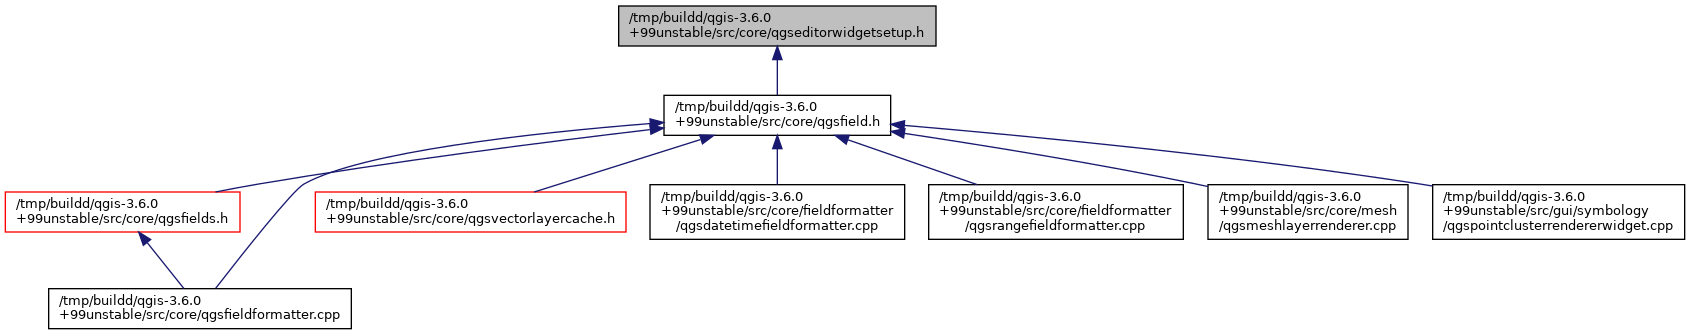 /tmp/buildd/qgis-3.6.0
+99unstable/src/core/qgseditorwidgetsetup.h
/tmp/buildd/qgis-3.6.0
+99unstable/src/core/qgsfield.h
/tmp/buildd/qgis-3.6.0
+99unstable/src/core/qgsfields.h
/tmp/buildd/qgis-3.6.0
+99unstable/src/core/qgsvectorlayercache.h
/tmp/buildd/qgis-3.6.0
+99unstable/src/core/fieldformatter
/qgsdatetimefieldformatter.cpp
/tmp/buildd/qgis-3.6.0
+99unstable/src/core/fieldformatter
/qgsrangefieldformatter.cpp
/tmp/buildd/qgis-3.6.0
+99unstable/src/core/mesh
/qgsmeshlayerrenderer.cpp
/tmp/buildd/qgis-3.6.0
+99unstable/src/gui/symbology
/qgspointclusterrendererwidget.cpp
/tmp/buildd/qgis-3.6.0
+99unstable/src/core/qgsfieldformatter.cpp